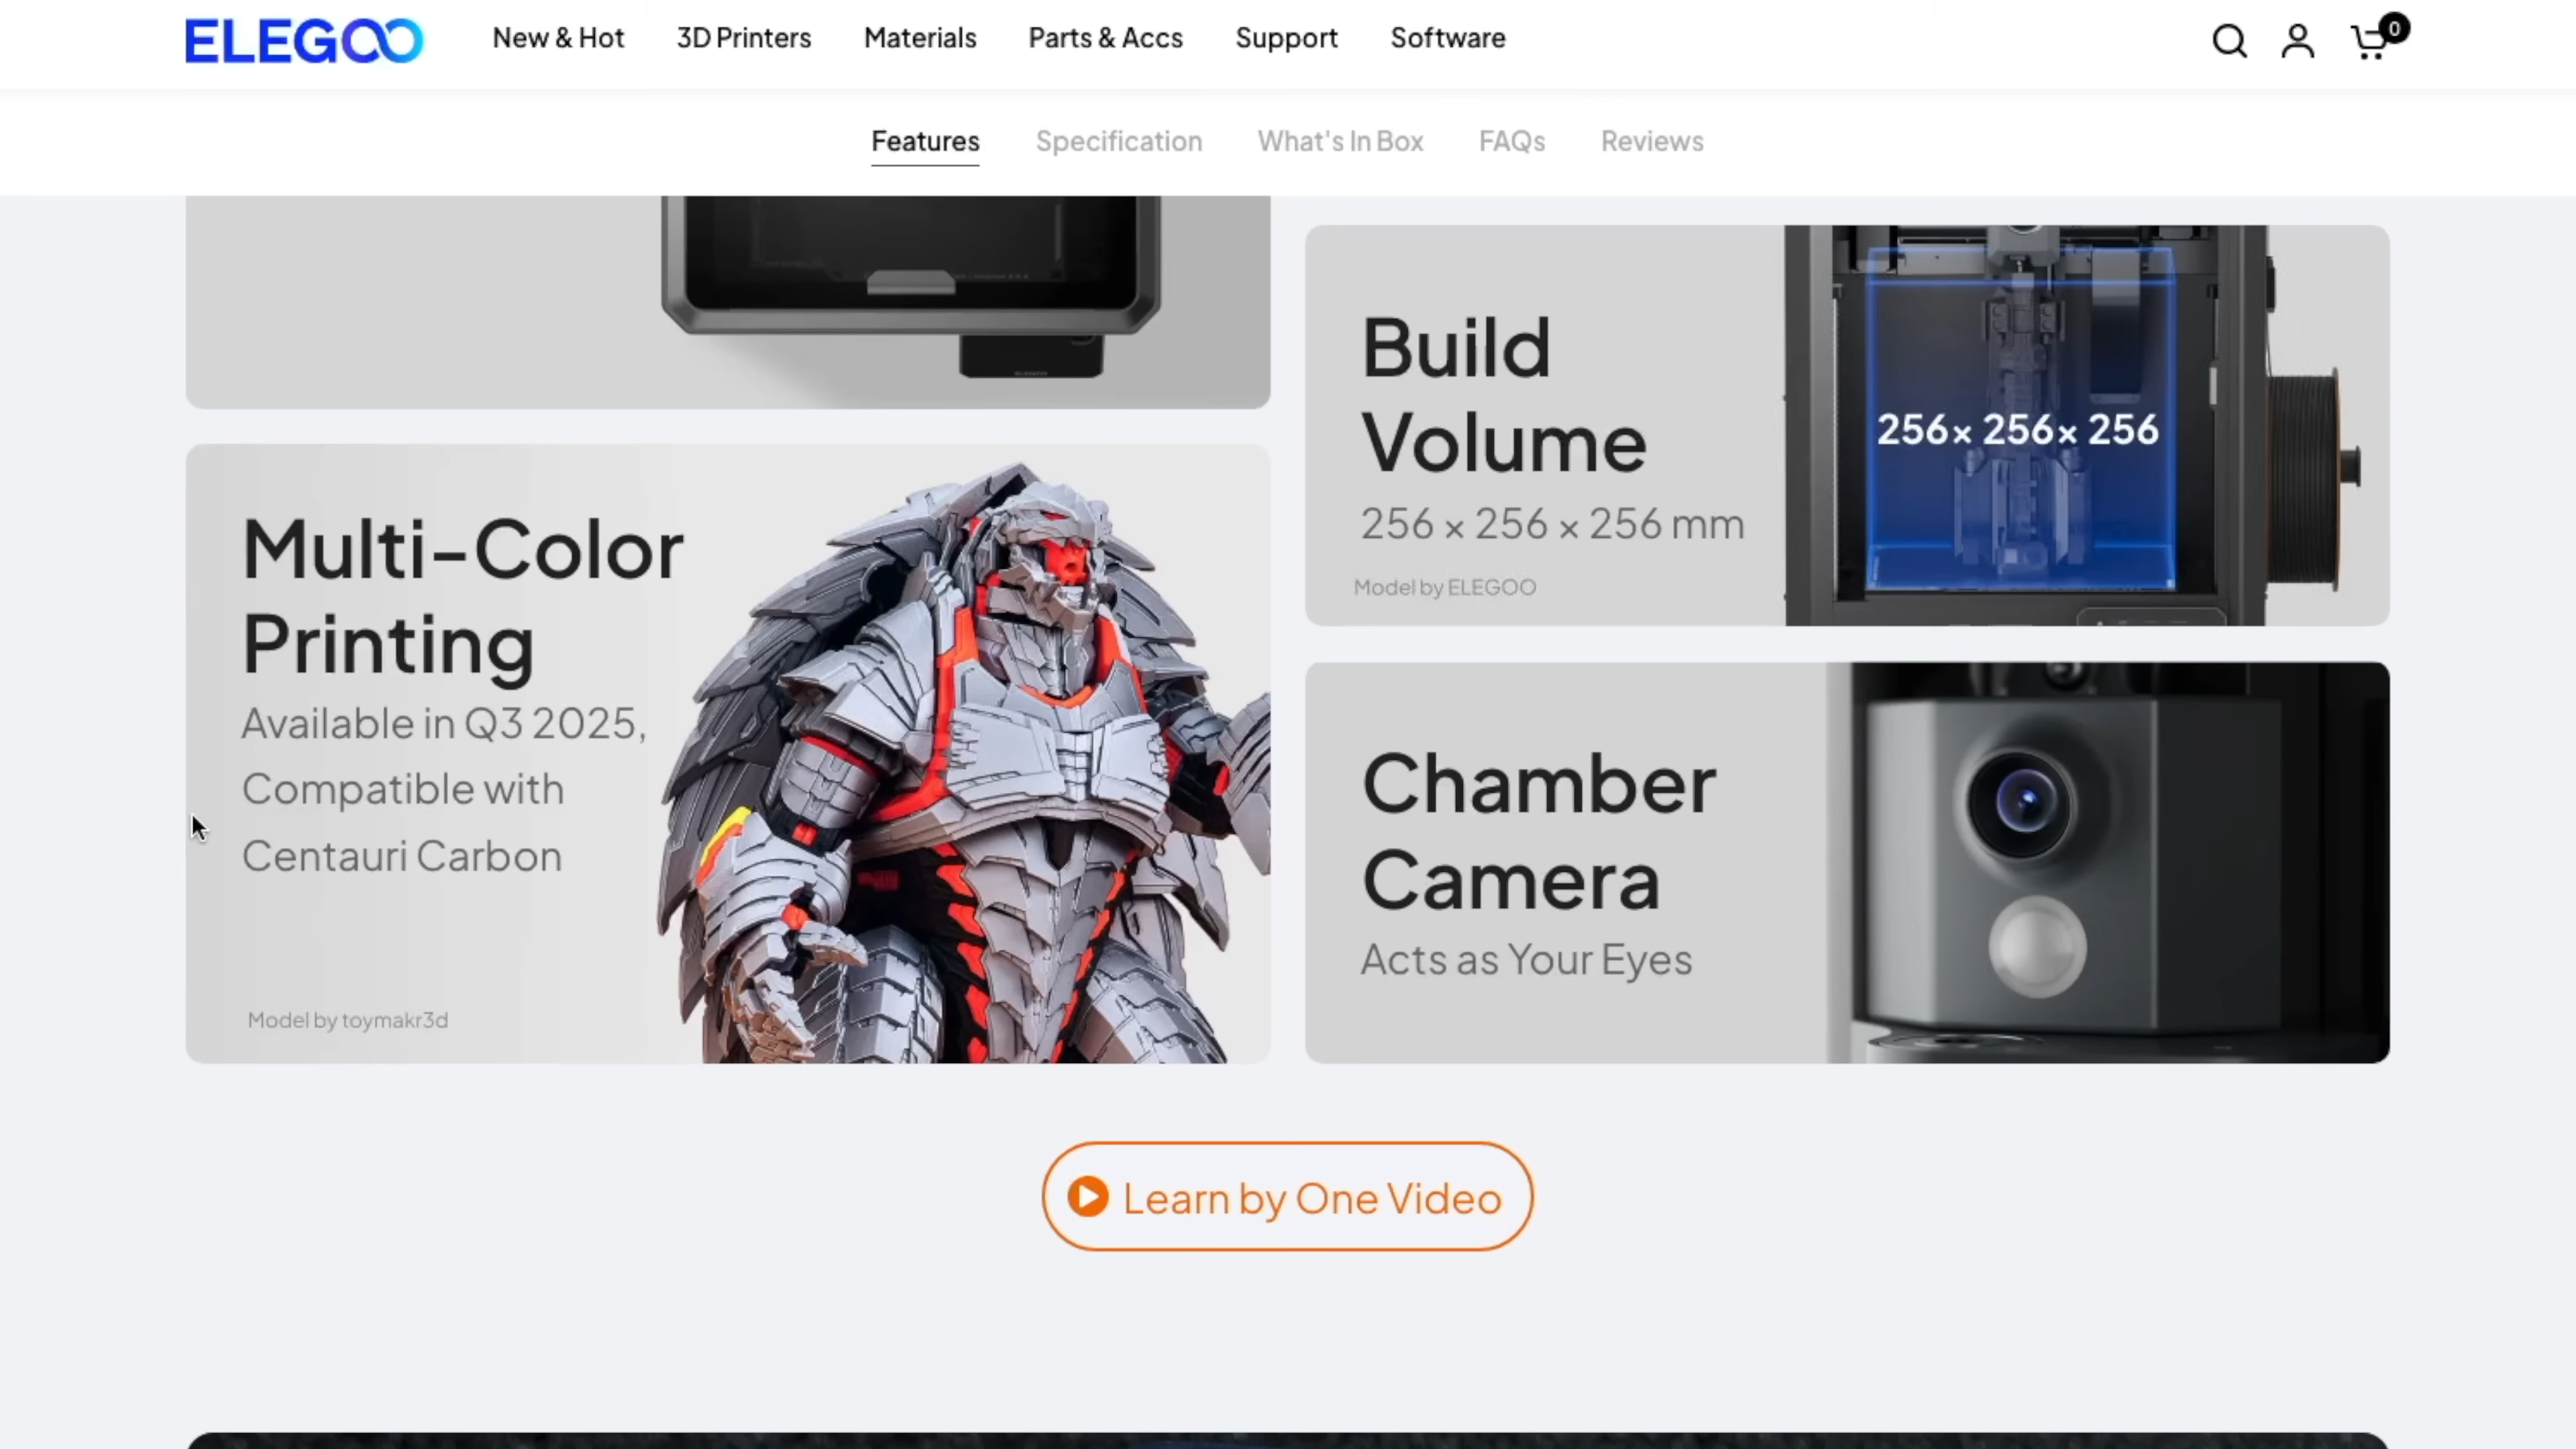 ELEGOO
New & Hot
3D Printers
Materials
Parts & Accs
Support
Software
0
Features
Specification
What's In Box
FAQs
Reviews
Build
Volume
256 × 256 × 256 mm
Model by ELEGOO
256× 256× 256
Multi-Color
Printing
Available in Q3 2025,
Compatible with
Centauri Carbon
Model by toymakr3d
Chamber
Camera
Acts as Your Eyes
Learn by One Video